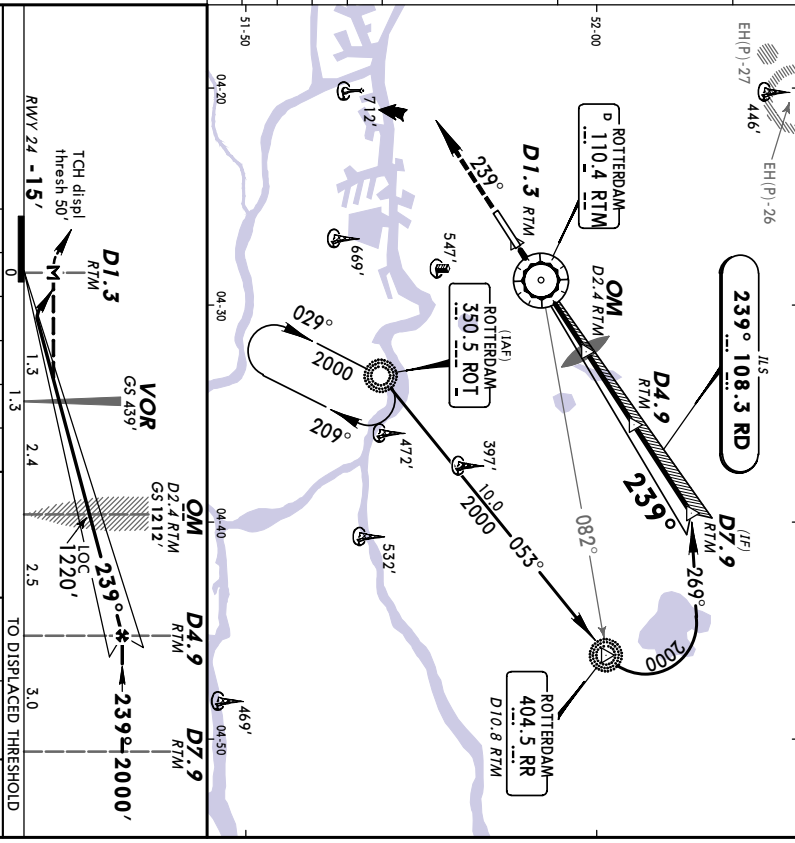 51-50
52-00
EH(P)-27
EH(P)-26
446'
04-20
712'
239°
D1.3 RTM
ROTTERDAM
D 110.4 RTM
ILS
239° 108.3 RD
547'
669'
04-30
OM
D2.4 RTM
D4.9
RTM
(IAF)
ROTTERDAM
350.5 ROT
029°
2000
209°
472'
397'
10.0
2000
053°
082°
239°
(IF)
D7.9
RTM
269°
2000
04-40
532'
ROTTERDAM
404.5 RR
D10.8 RTM
469'
04-50
TCH displ
thresh 50'
RWY 24 -15'
D1.3
RTM
M
VOR
GS 439'
OM
D2.4 RTM
GS 1212'
LOC
1220'
239°
D4.9
RTM
239°
2000'
D7.9
RTM
0
1.3
1.3
2.4
2.5
3.0
TO DISPLACED THRESHOLD